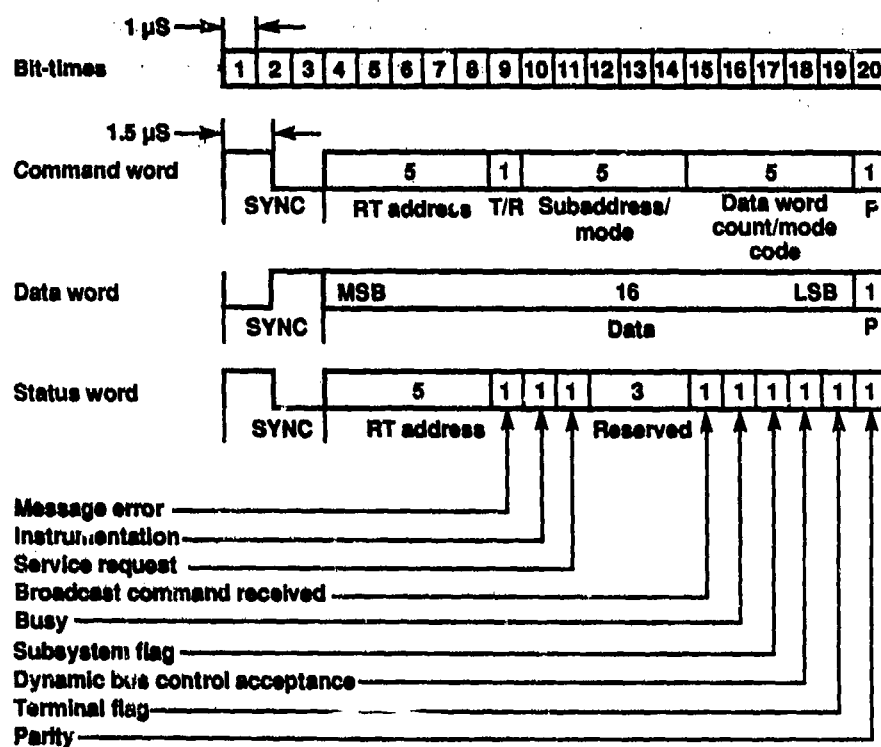 1 µS
Bit-times 1 2 3 4 5 6 7 8 9 10 11 12 13 14 15 16 17 18 19 20
1.5 µS
Command word 5 1 5 5 1
SYNC RT address T/R Subaddress/ Data word P
mode count/mode
code
Data word MSB 16 LSB 1
SYNC Data P
Status word 5 1 1 1 3 1 1 1 1 1 1
SYNC RT address Reserved
Message error
Instrumentation
Service request
Broadcast command received
Busy
Subsystem flag
Dynamic bus control acceptance
Terminal flag
Parity